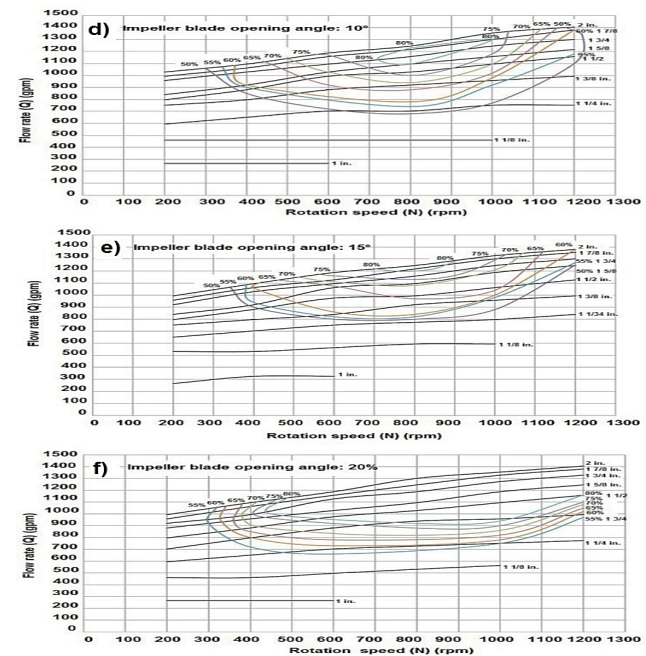 d) Impeller blade opening angle: 10°
Flow rate (Q) (gpm)
1500
1400
1300
1200
1100
1000
900
800
700
600
500
400
300
200
100
0
50% 55% 60% 65% 70% 75% 80% 80% 80% 75% 70% 65% 50% 2 in.
60% 1 7/8
1 3/4
1 5/8
1 1/2
1 3/8 in.
1 1/4 in.
1 1/8 in.
1 in.
0 100 200 300 400 500 600 700 800 900 1000 1100 1200 1300
Rotation speed (N) (rpm)
e) Impeller blade opening angle: 15°
Flow rate (Q) (gpm)
1500
1400
1300
1200
1100
1000
900
800
700
600
500
400
300
200
100
0
50% 55% 60% 65% 70% 75% 80% 80% 75% 70% 65% 60% 2 in.
1 7/8 in.
55% 1 3/4
50% 1 5/8
1 1/2 in.
1 3/8 in.
1 1/34 in.
1 1/8 in.
1 in.
0 100 200 300 400 500 600 700 800 900 1000 1100 1200 1300
Rotation speed (N) (rpm)
f) Impeller blade opening angle: 20%
Flow rate (Q) (gpm)
1500
1400
1300
1200
1100
1000
900
800
700
600
500
400
300
200
100
0
55% 60% 65% 70% 75% 80% 2 in.
1 7/8 in.
1 3/4 in.
1 5/8 in.
80% 1 1/2
75%
70%
65%
60%
55% 1 3/4
1 1/4 in.
1 1/8 in.
1 in.
0 100 200 300 400 500 600 700 800 900 1000 1100 1200 1300
Rotation speed (N) (rpm)